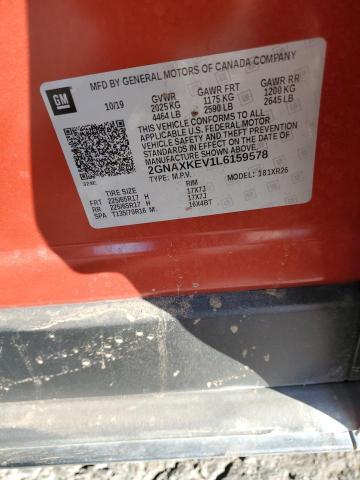 GM
MFD BY GENERAL MOTORS OF CANADA COMPANY
10/19
GVWR GAWR FRT GAWR RR
2025 KG 1175 KG 1200 KG
4464 LB 2590 LB 2645 LB
THIS VEHICLE CONFORMS TO ALL
APPLICABLE U.S. FEDERAL MOTOR
VEHICLE SAFETY, BUMPER, AND THEFT
PREVENTION STANDARDS IN EFFECT ON
THE DATE OF MANUFACTURE SHOWN ABOVE.
2GNAXKEV1L6159578
TYPE: M.P.V. MODEL: 1XR26
TIRE SIZE RIM
FRT 225/65R17 H 17X7J
RR 225/65R17 H 17X7J
SPA T135/70R16 M 16X4BT